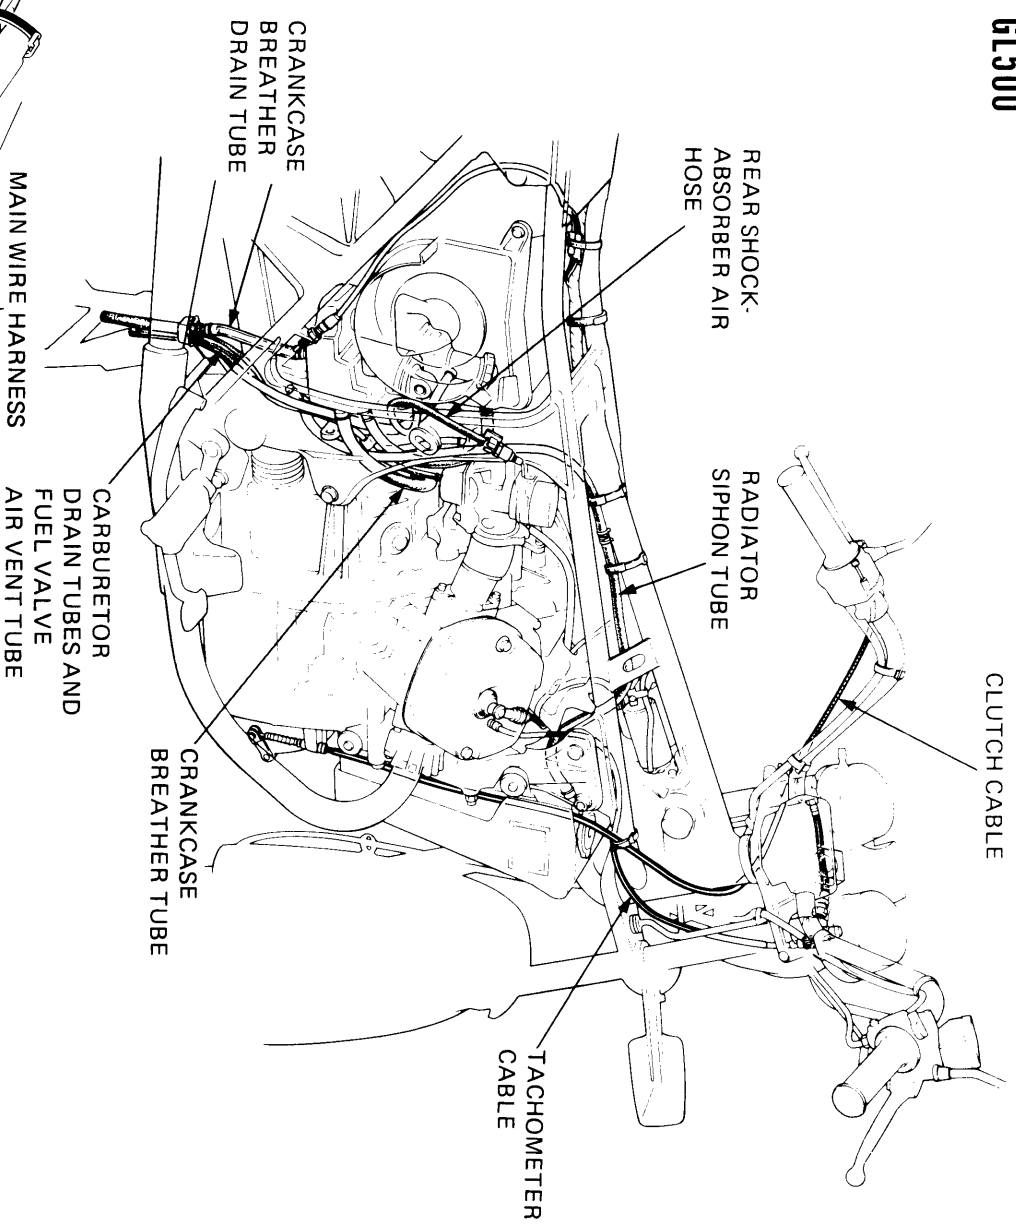 GL500
CLUTCH CABLE
REAR SHOCK-
ABSORBER AIR
HOSE
RADIATOR
SIPHON TUBE
TACHOMETER
CABLE
CRANKCASE
BREATHER
DRAIN TUBE
CRANKCASE
BREATHER TUBE
CARBURETOR
DRAIN TUBES AND
FUEL VALVE
AIR VENT TUBE
MAIN WIRE HARNESS